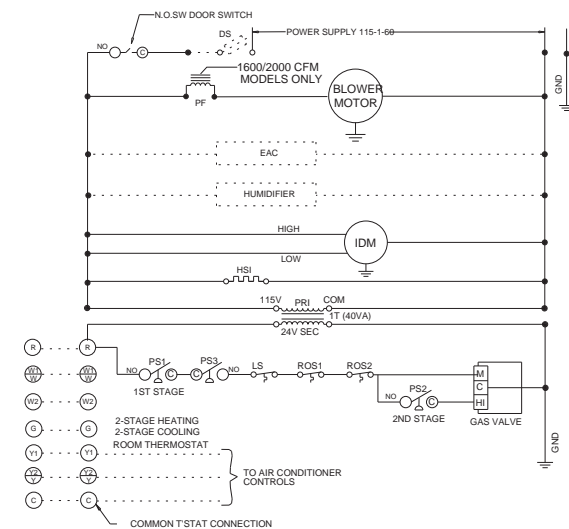 N.O.SW DOOR SWITCH
DS
POWER SUPPLY 115-1-60
NO
C
1600/2000 CFM
MODELS ONLY
PF
BLOWER
MOTOR
GND
EAC
HUMIDIFIER
HIGH
LOW
IDM
HSI
115V PRI COM
1T (40VA)
24V SEC
R R
NO PS1 C C PS3 NO LS ROS1 ROS2
1ST STAGE
M
C
HI
GAS VALVE
NO PS2 C
2ND STAGE
GND
W1 W1
W W
W2 W2
G G
2-STAGE HEATING
2-STAGE COOLING
ROOM THERMOSTAT
Y1 Y1
Y2 Y2
Y Y
TO AIR CONDITIONER
CONTROLS
C C
COMMON T'STAT CONNECTION